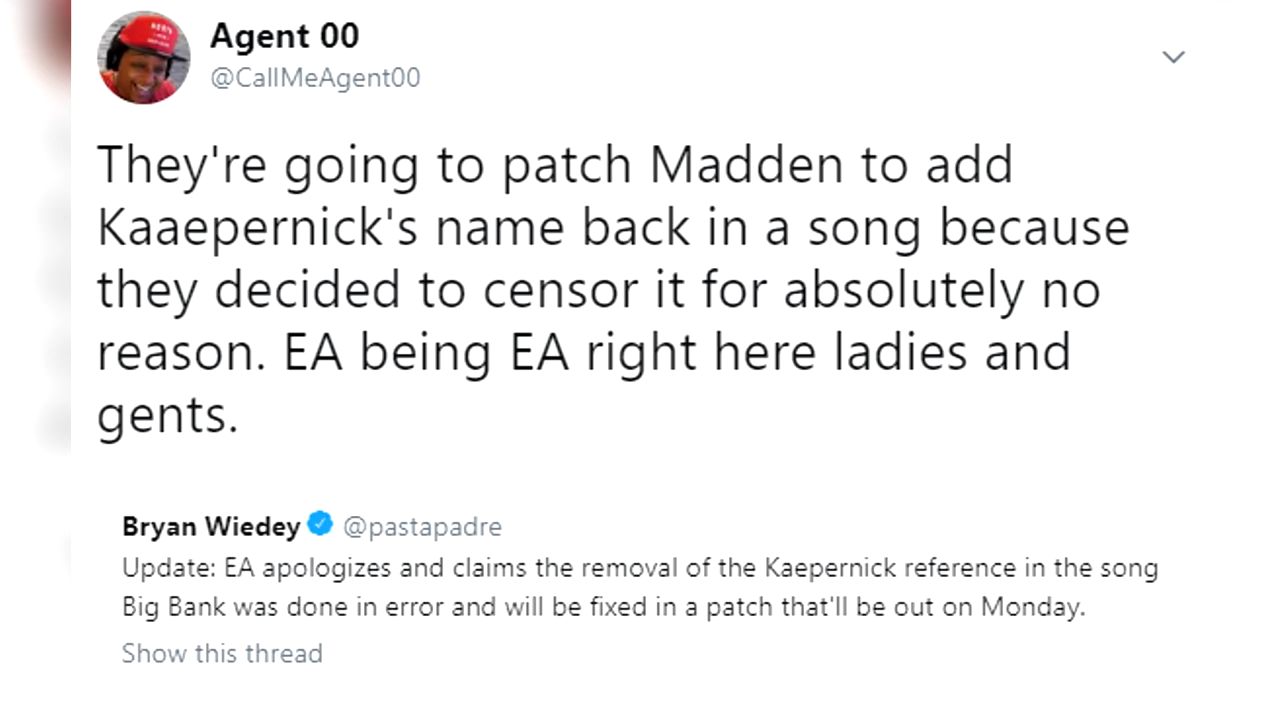 Agent 00
@CallMeAgent00
They're going to patch Madden to add
Kaaepernick's name back in a song because
they decided to censor it for absolutely no
reason. EA being EA right here ladies and
gents.
Bryan Wiedey @pastapadre
Update: EA apologizes and claims the removal of the Kaepernick reference in the song
Big Bank was done in error and will be fixed in a patch that'll be out on Monday.
Show this thread